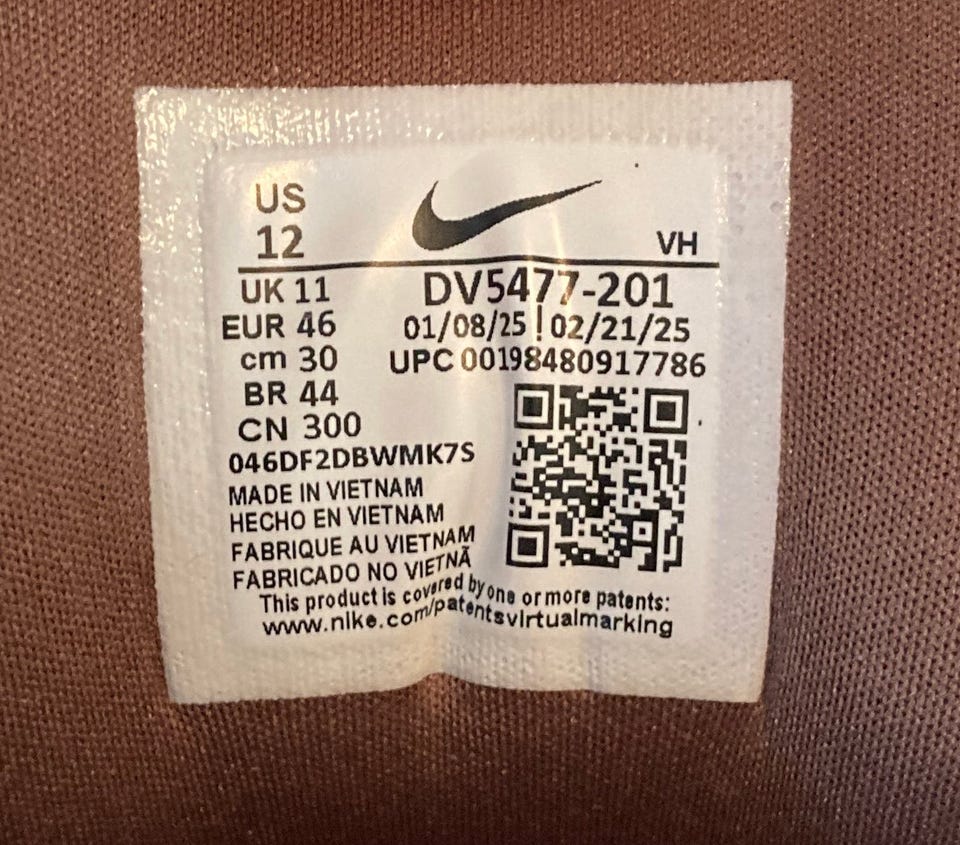 US
12
VH
UK 11
DV5477-201
EUR 46
01/08/25 | 02/21/25
cm 30
UPC 00198480917786
BR 44
CN 300
046DF2DBWMK7S
MADE IN VIETNAM
HECHO EN VIETNAM
FABRIQUE AU VIETNAM
FABRICADO NO VIETNÃ
This product is covered by one or more patents:
www.nike.com/patentsvirtualmarking